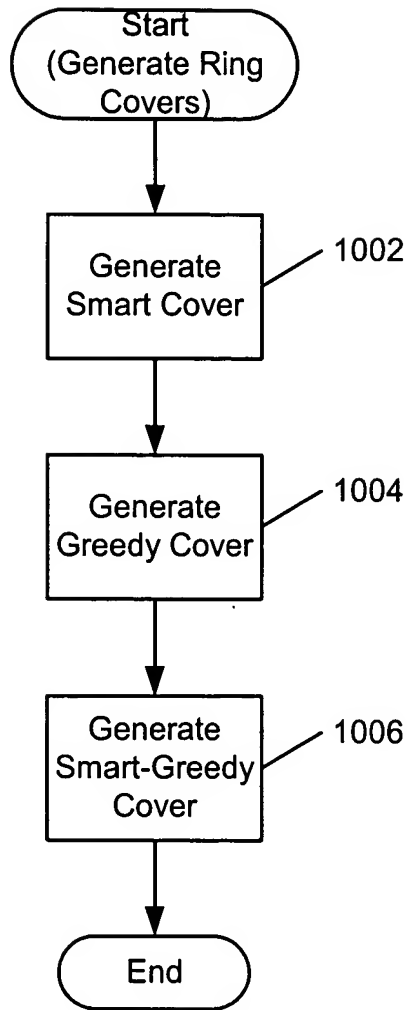 Start
(Generate Ring
Covers)
Generate
Smart Cover
1002
Generate
Greedy Cover
1004
Generate
Smart-Greedy
Cover
1006
End